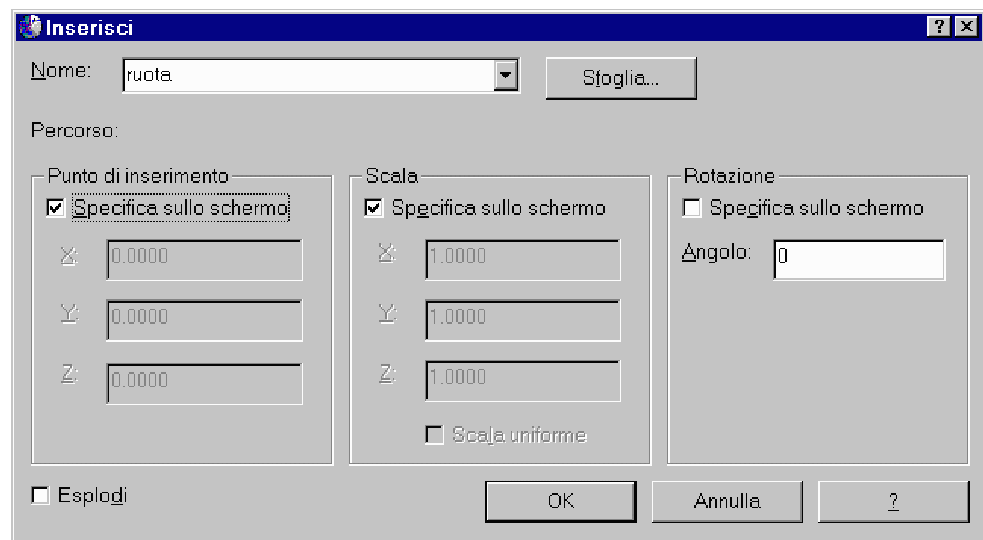 Inserisci
Nome: ruota Sfoglia...
Percorso:
Punto di inserimento
Specifica sullo schermo
X: 0.0000
Y: 0.0000
Z: 0.0000
Scala
Specifica sullo schermo
X: 1.0000
Y: 1.0000
Z: 1.0000
Scala uniforme
Rotazione
Specifica sullo schermo
Angolo: 0
Esplodi
OK Annulla ?